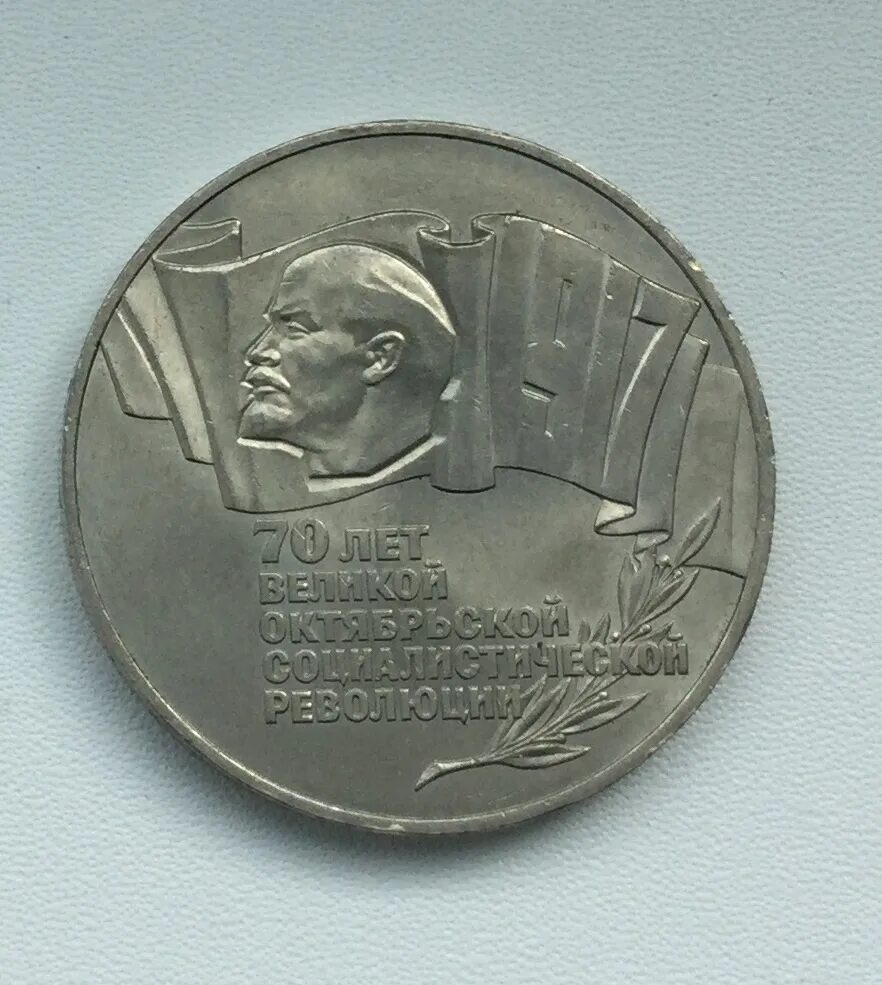 1917
70 ЛЕТ
ВЕЛИКОЙ
ОКТЯБРЬСКОЙ
СОЦИАЛИСТИЧЕСКОЙ
РЕВОЛЮЦИИ